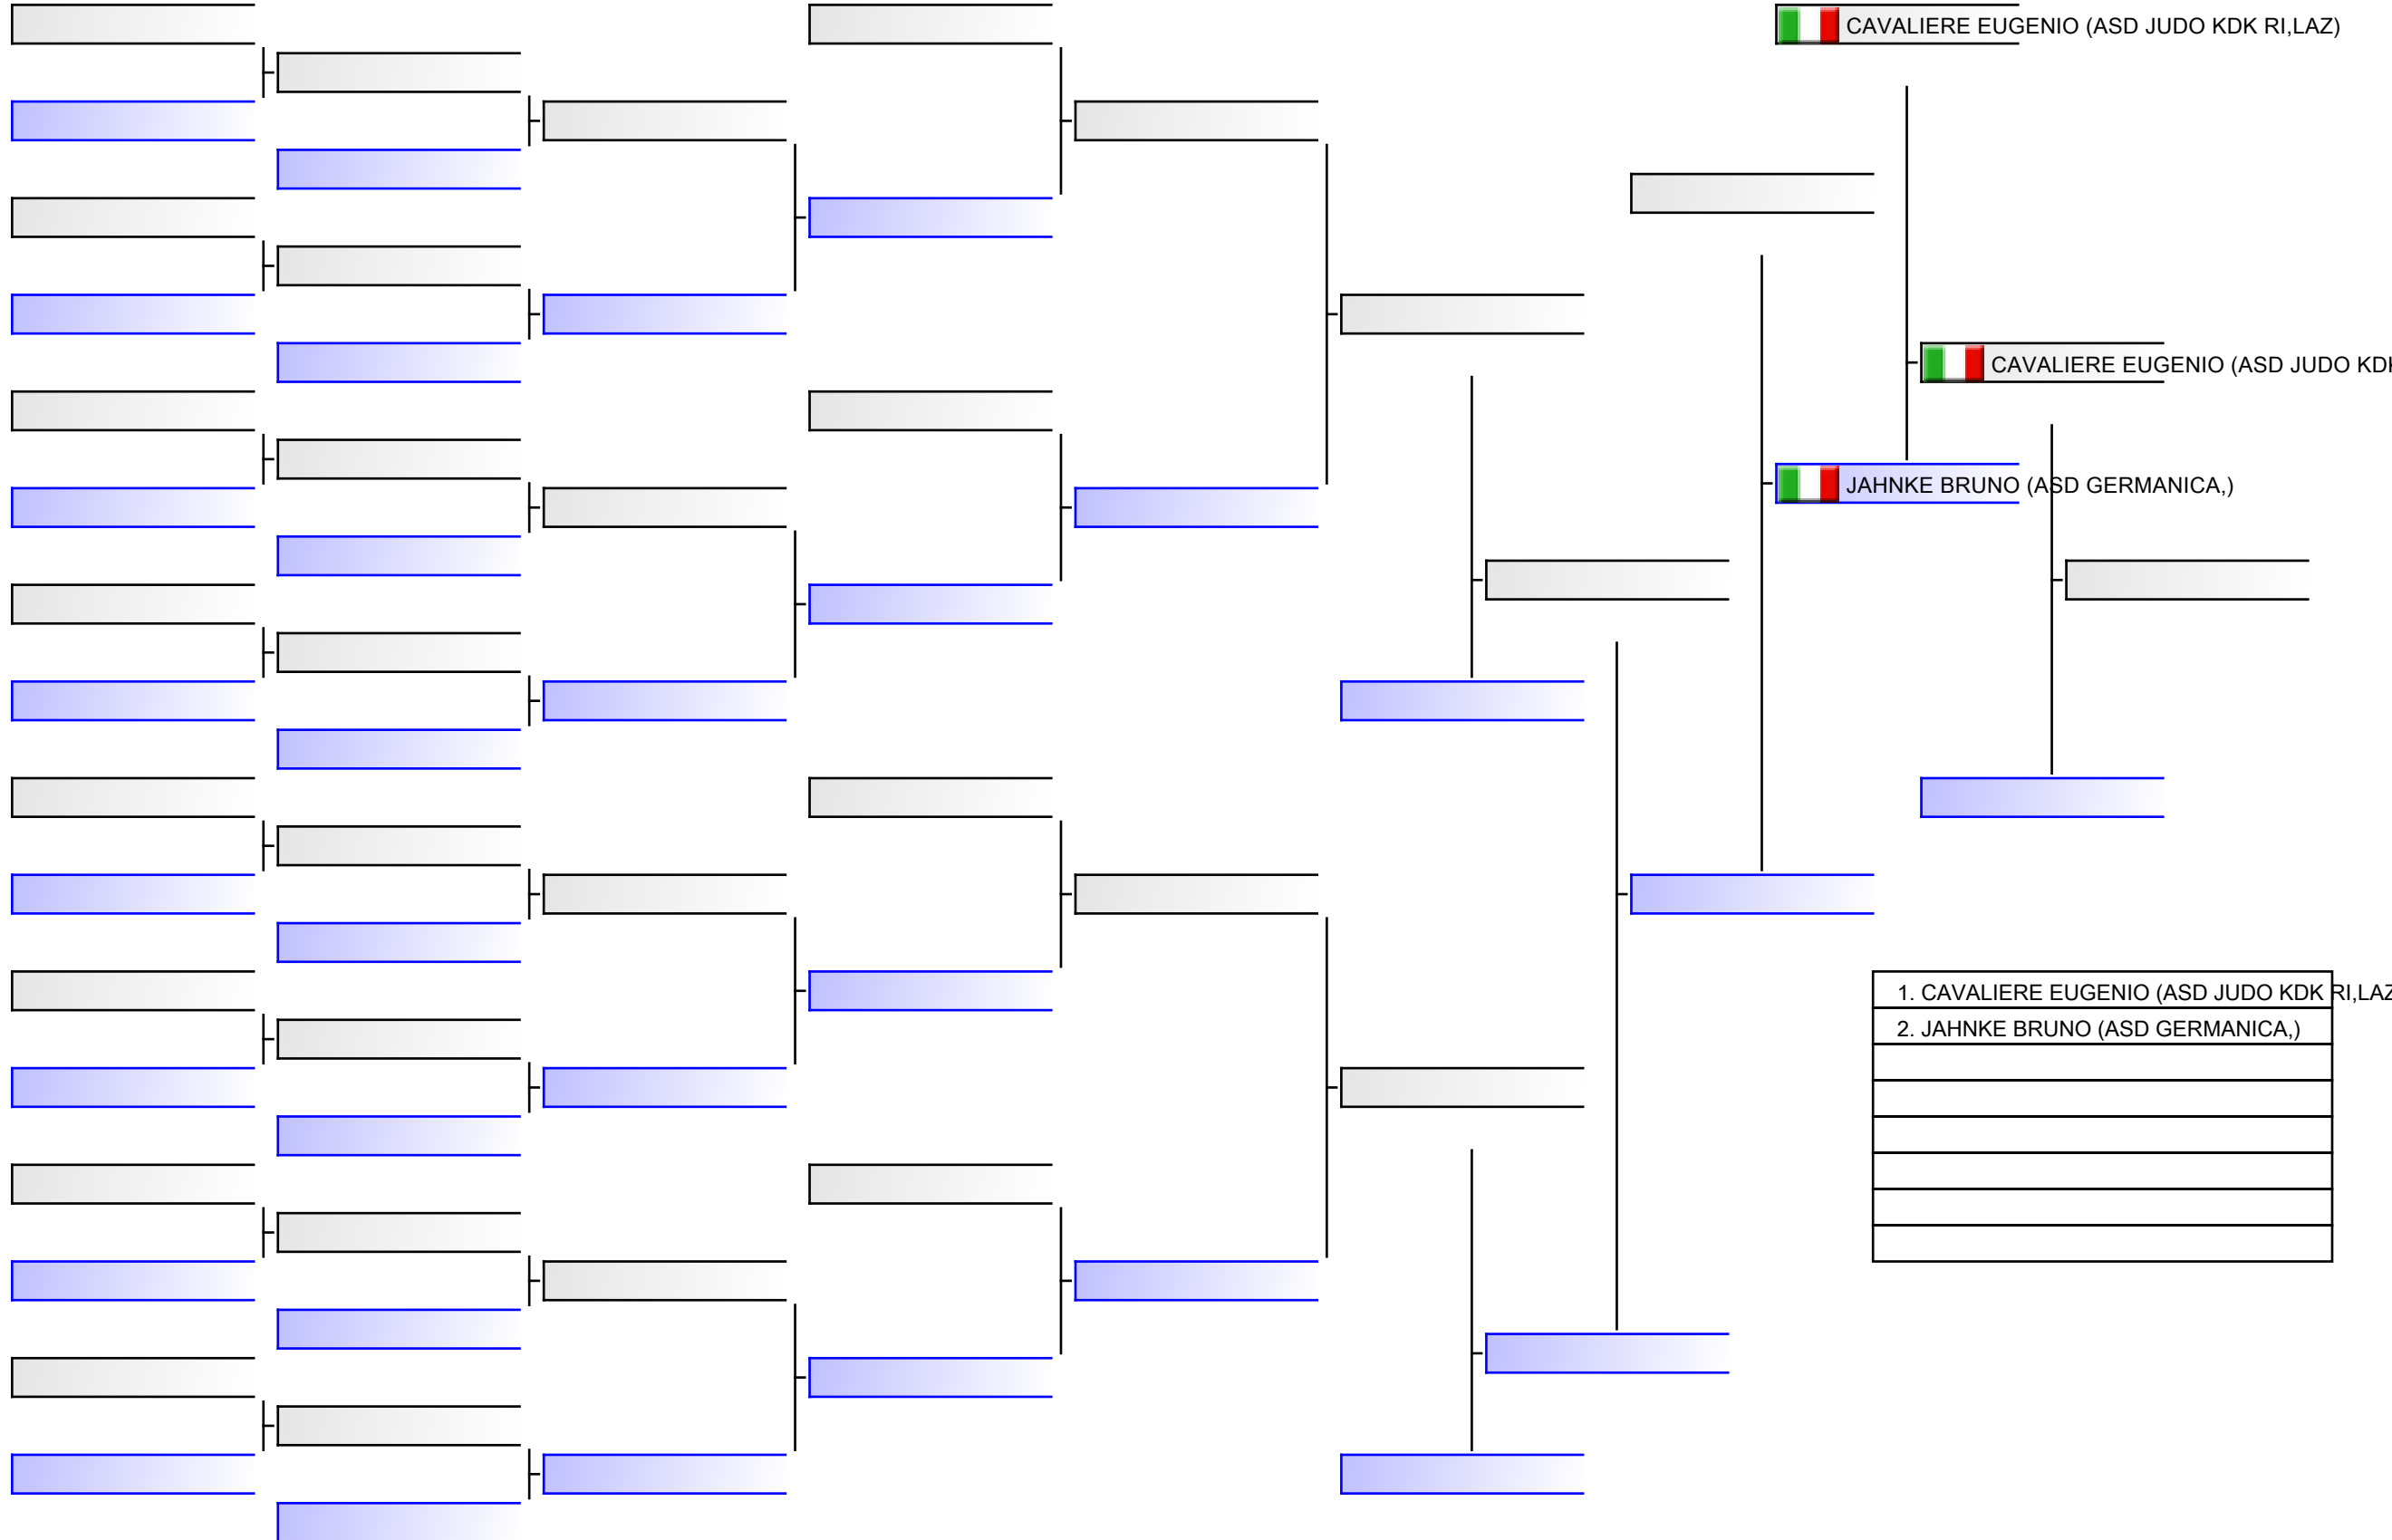 CAVALIERE EUGENIO (ASD JUDO KDK RI,LAZ)
CAVALIERE EUGENIO (ASD JUDO
JAHNKE BRUNO (ASD GERMANICA,)
1. CAVALIERE EUGENIO (ASD JUDO KDK RI,LAZ
2. JAHNKE BRUNO (ASD GERMANICA,)